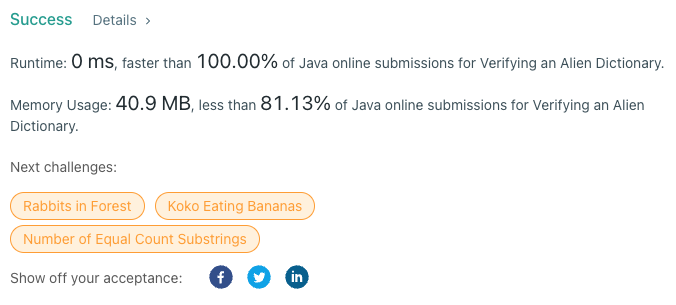 Success Details ›
Runtime: 0 ms, faster than 100.00% of Java online submissions for Verifying an Alien Dictionary.
Memory Usage: 40.9 MB, less than 81.13% of Java online submissions for Verifying an Alien
Dictionary.
Next challenges:
Rabbits in Forest Koko Eating Bananas
Number of Equal Count Substrings
Show off your acceptance: f in